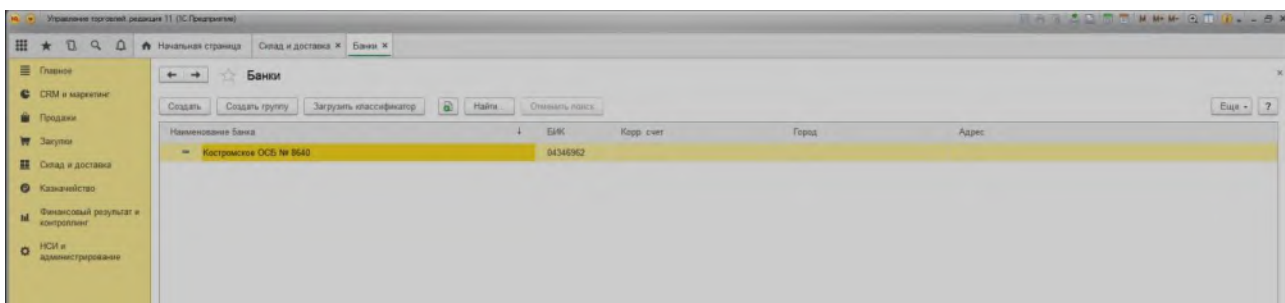 Управление торговлей, редакция 11 (1С:Предприятие)
M M+ M-
Начальная страница Склад и доставка × Банки ×
Главное
CRM и маркетинг
Продажи
Закупки
Склад и доставка
Казначейство
Финансовый результат и
контроллинг
НСИ и
администрирование
Банки
Создать Создать группу Загрузить классификатор Найти... Отменить поиск Еще ?
Наименование банка ↓ БИК Корр. счет Город Адрес
Костромское ОСБ № 8640 04346962